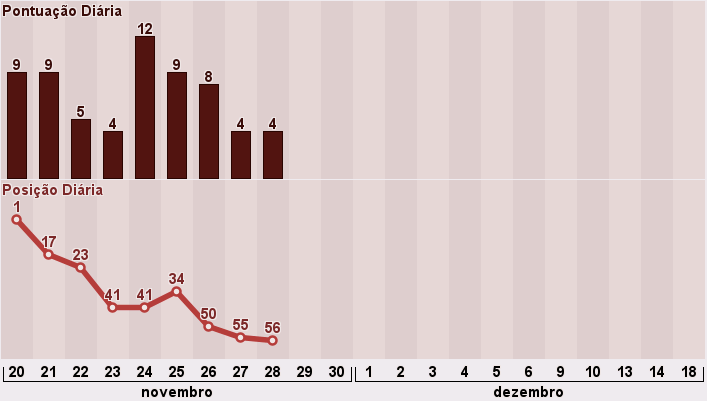 Pontuação Diária
9 9 5 4 12 9 8 4 4
Posição Diária
1 17 23 41 41 34 50 55 56
20 21 22 23 24 25 26 27 28 29 30 1 2 3 4 5 6 9 10 13 14 18
novembro dezembro